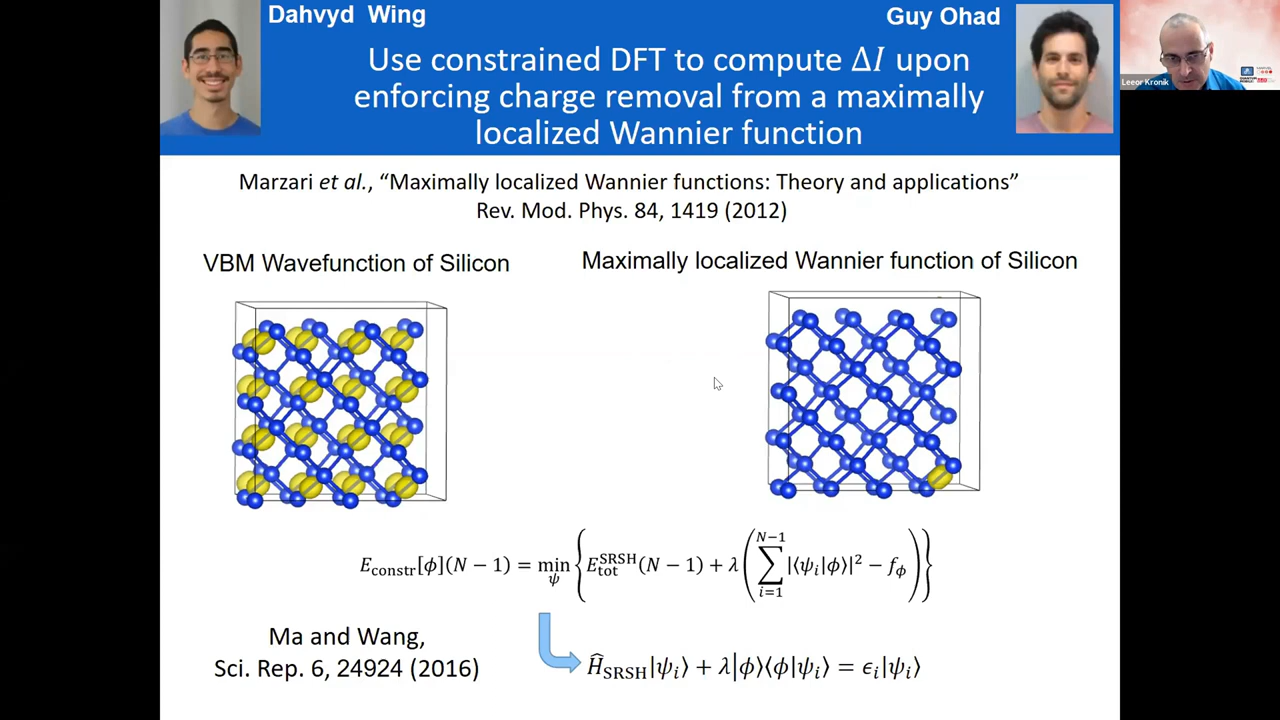 Dahvyd Wing
Guy Ohad
Use constrained DFT to compute Δ𝐼 upon
enforcing charge removal from a maximally
localized Wannier function
Leeor Kronik
Marzari et al., “Maximally localized Wannier functions: Theory and applications”
Rev. Mod. Phys. 84, 1419 (2012)
VBM Wavefunction of Silicon
Maximally localized Wannier function of Silicon
E_constr[ϕ](N − 1) = min_ψ {E_tot^SRSH(N − 1) + λ(∑_{i=1}^{N−1} |⟨ψ_i|ϕ⟩|² − f_ϕ)}
Ma and Wang,
Sci. Rep. 6, 24924 (2016)
Ĥ_SRSH|ψ_i⟩ + λ|ϕ⟩⟨ϕ|ψ_i⟩ = ϵ_i|ψ_i⟩